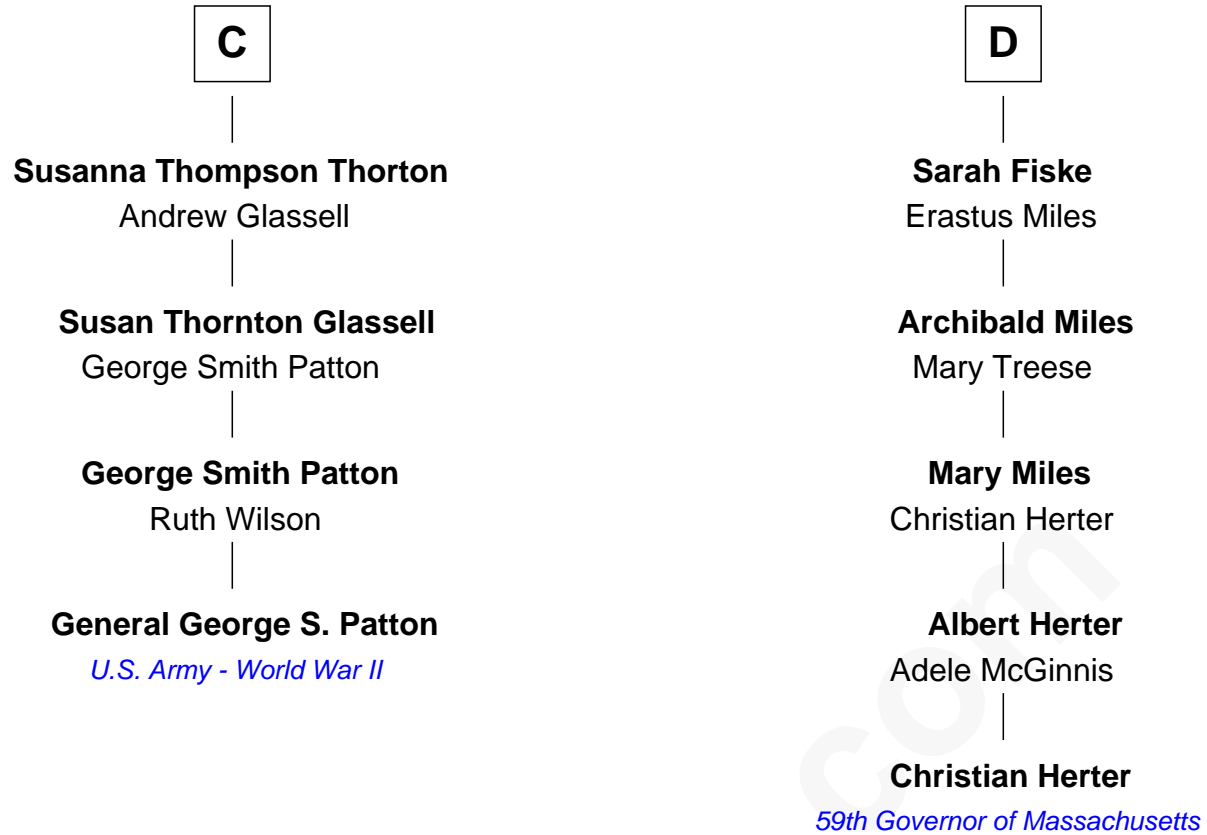 C
Susanna Thompson Thorton
Andrew Glassell
Susan Thornton Glassell
George Smith Patton
George Smith Patton
Ruth Wilson
General George S. Patton
U.S. Army - World War II
D
Sarah Fiske
Erastus Miles
Archibald Miles
Mary Treese
Mary Miles
Christian Herter
Albert Herter
Adele McGinnis
Christian Herter
59th Governor of Massachusetts
com